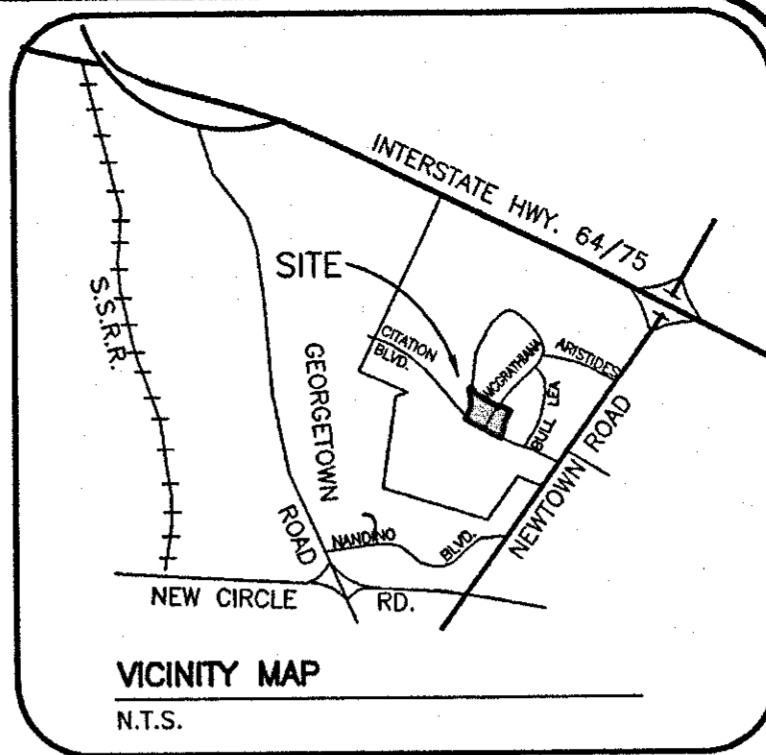 INTERSTATE HWY. 64/75
SITE
S.S.R.R.
CITATION
BLVD.
MCGRATHIANA
ARISTIDES
GEORGETOWN
ROAD
BULL LEA
NEWTOWN ROAD
NANDINO BLVD.
NEW CIRCLE RD.
VICINITY MAP
N.T.S.